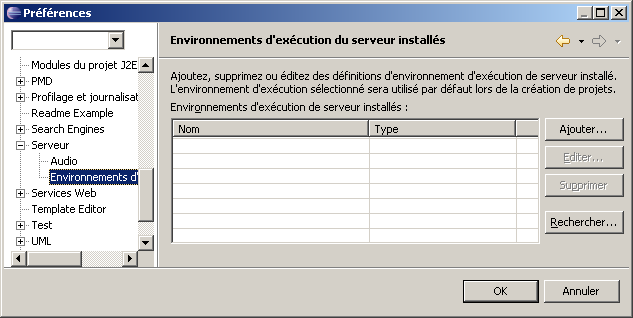 Préférences
Modules du projet J2E
PMD
Profilage et journalisat
Readme Example
Search Engines
Serveur
Audio
Environnements d'
Services Web
Template Editor
Test
UML
Environnements d'exécution du serveur installés
Ajoutez, supprimez ou éditez des définitions d'environnement d'exécution de serveur installé.
L'environnement d'exécution sélectionné sera utilisé par défaut lors de la création de projets.
Environnements d'exécution de serveur installés :
Nom Type
Ajouter...
Editer...
Supprimer
Rechercher...
OK Annuler